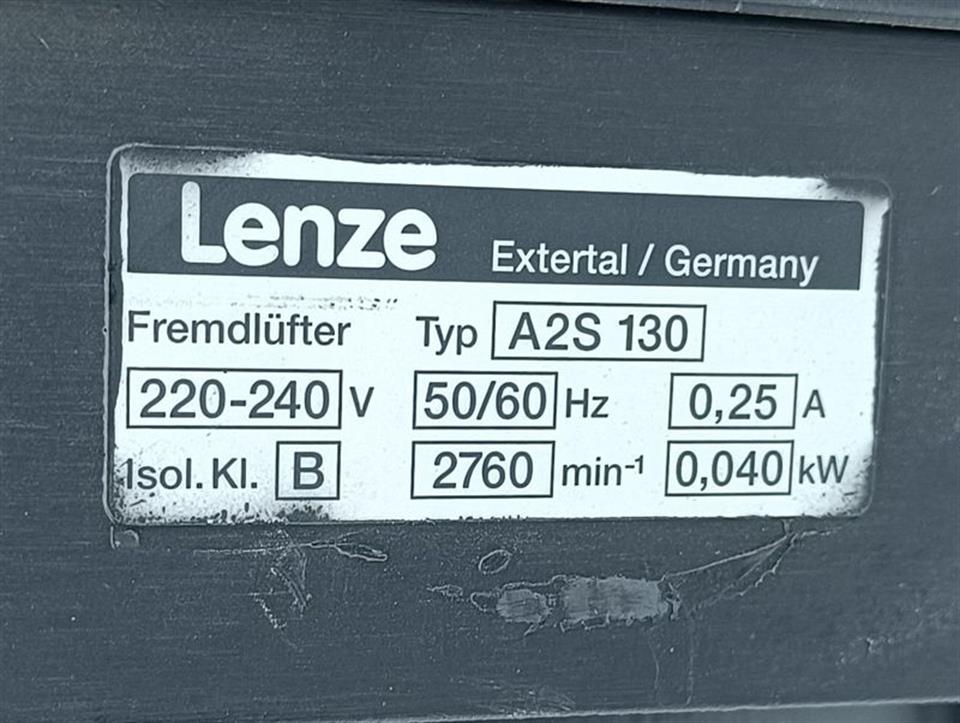 Lenze Extertal / Germany
Fremdlüfter Typ A2S 130
220-240 V 50/60 Hz 0,25 A
Isol. Kl. B 2760 min-1 0,040 kW